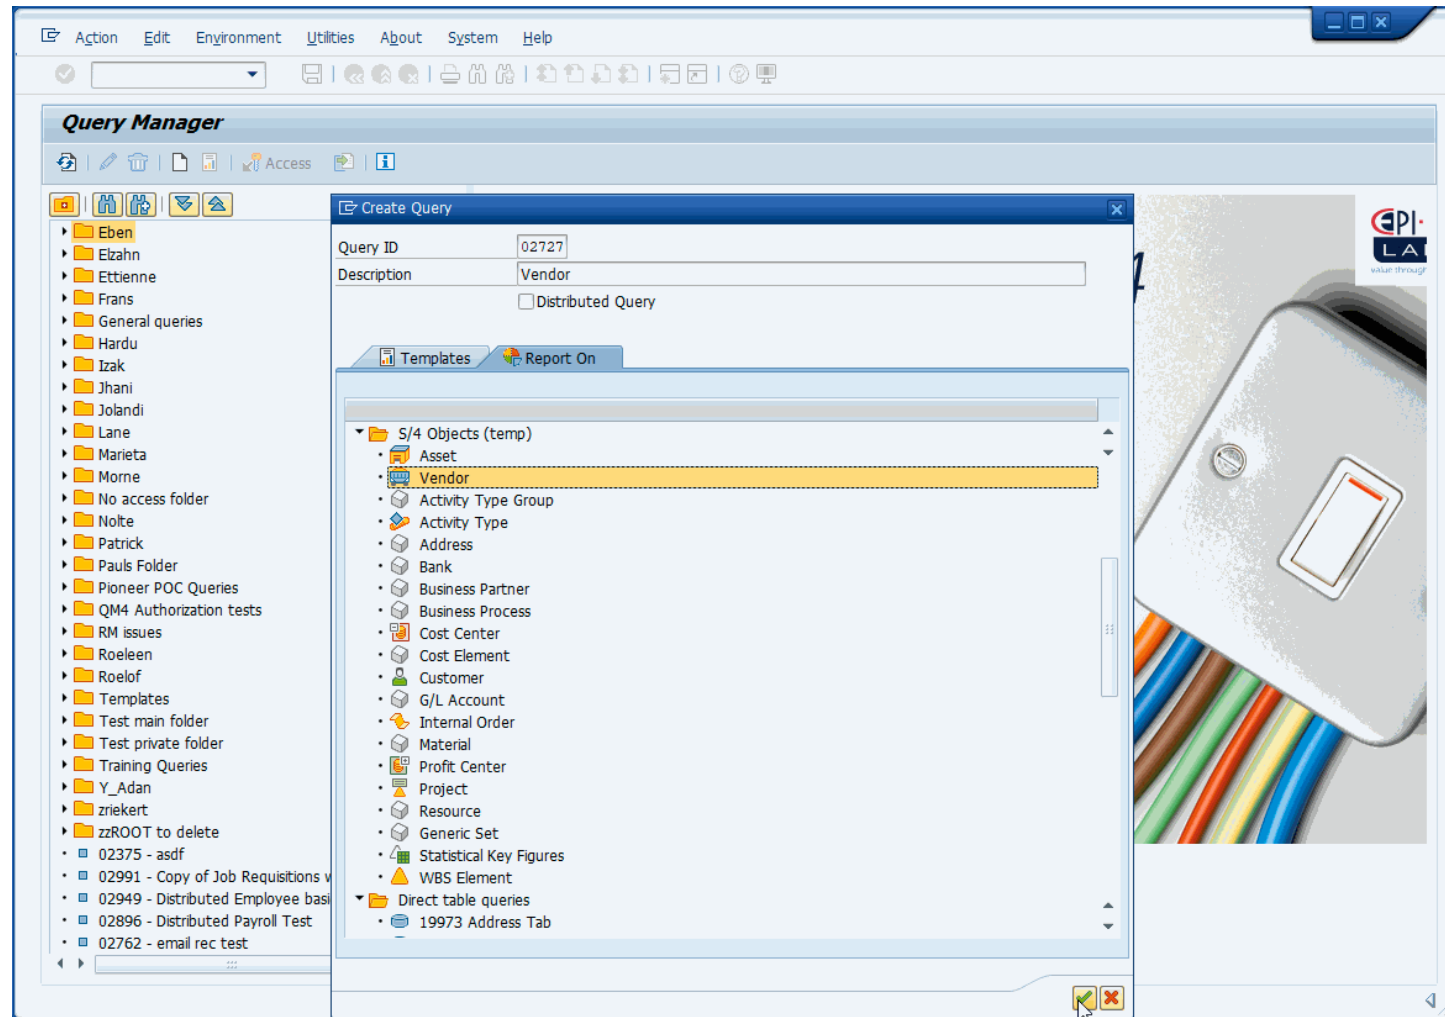 Action Edit Environment Utilities About System Help
Query Manager
Access
Eben
Elzahn
Ettienne
Frans
General queries
Hardu
Izak
Jhani
Jolandi
Lane
Marieta
Morne
No access folder
Nolte
Patrick
Pauls Folder
Pioneer POC Queries
QM4 Authorization tests
RM issues
Roeleen
Roelof
Templates
Test main folder
Test private folder
Training Queries
Y_Adan
zriekert
zzROOT to delete
02375 - asdf
02991 - Copy of Job Requisitions
02949 - Distributed Employee basi
02896 - Distributed Payroll Test
02762 - email rec test
Create Query
Query ID 02727
Description Vendor
Distributed Query
Templates Report On
S/4 Objects (temp)
Asset
Vendor
Activity Type Group
Activity Type
Address
Bank
Business Partner
Business Process
Cost Center
Cost Element
Customer
G/L Account
Internal Order
Material
Profit Center
Project
Resource
Generic Set
Statistical Key Figures
WBS Element
Direct table queries
19973 Address Tab
4
EPI-
LA
value through